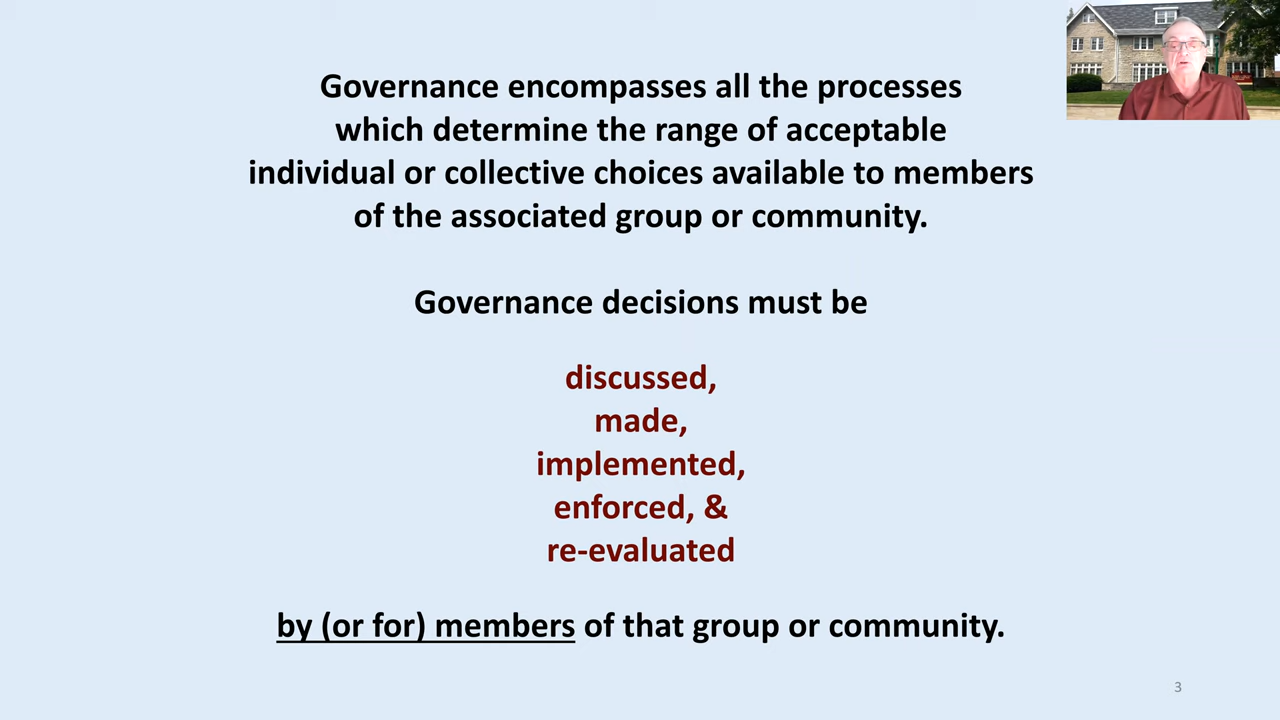 Governance encompasses all the processes
which determine the range of acceptable
individual or collective choices available to members
of the associated group or community.
Governance decisions must be
discussed,
made,
implemented,
enforced, &
re-evaluated
by (or for) members of that group or community.
3